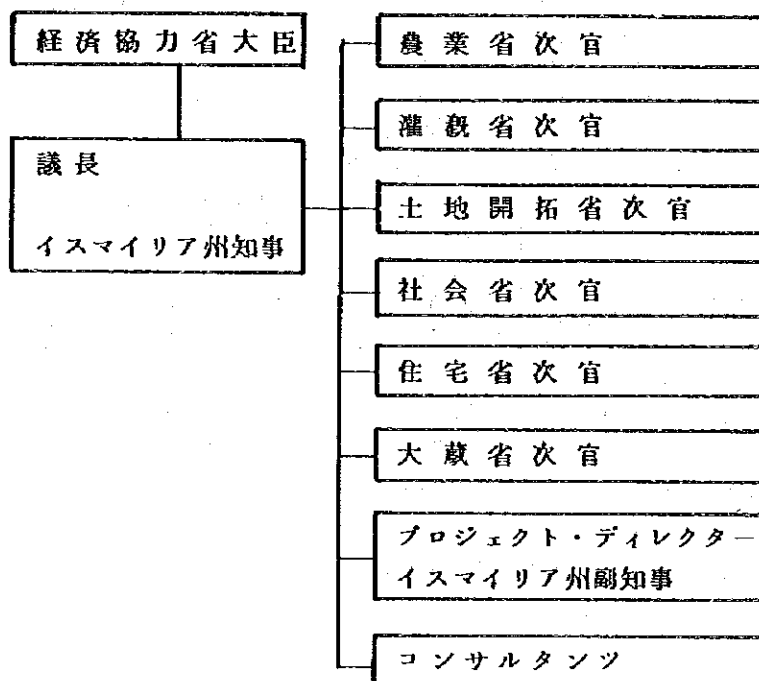 経済協力省大臣
議長
イスマイリア州知事
農業省次官
灌漑省次官
土地開拓省次官
社会省次官
住宅省次官
大蔵省次官
プロジェクト・ディレクター
イスマイリア州副知事
コンサルタンツ